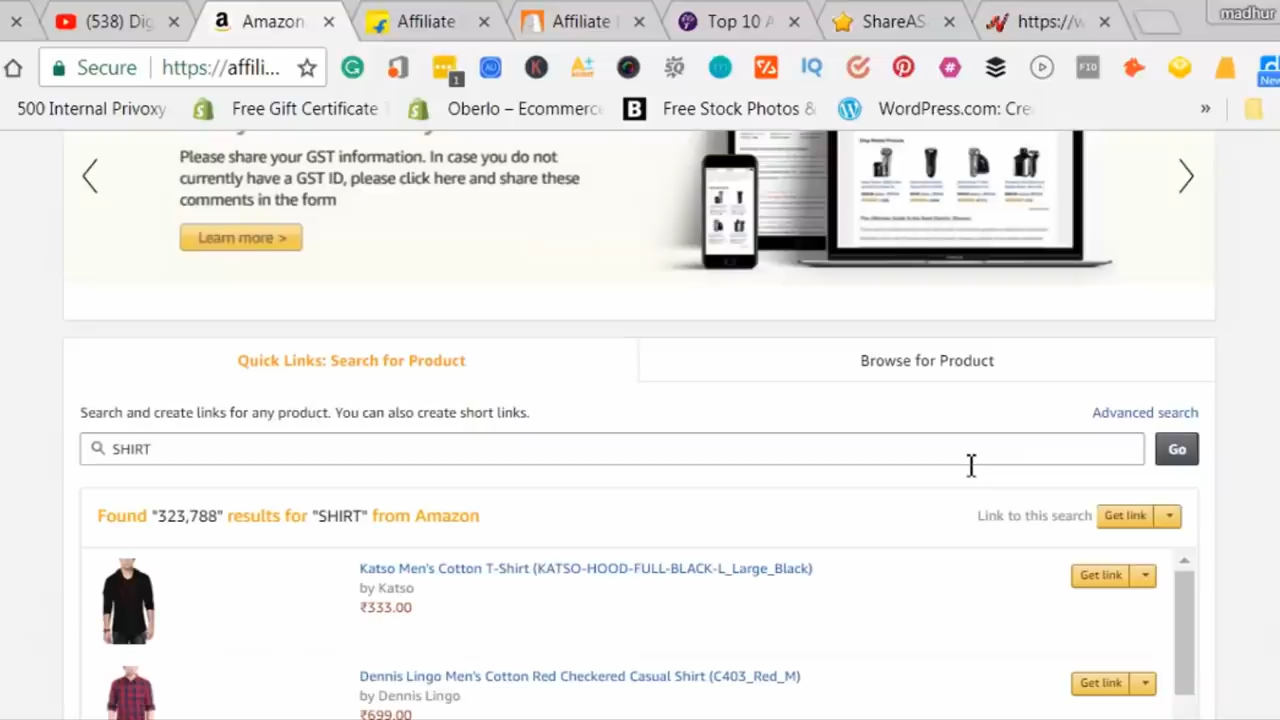 madhur
(538) Dig
Amazon
Affiliate
Affiliate
Top 10
ShareAS
https://w
Secure
https://affili...
1
F10
New
500 Internal Privoxy
Free Gift Certificate
Oberlo – Ecommerc
Free Stock Photos &
WordPress.com: Cre
»
Please share your GST information. In case you do not
currently have a GST ID, please click here and share these
comments in the form
Learn more >
Quick Links: Search for Product
Browse for Product
Search and create links for any product. You can also create short links.
Advanced search
SHIRT
Go
Found "323,788" results for "SHIRT" from Amazon
Link to this search
Get link
Katso Men's Cotton T-Shirt (KATSO-HOOD-FULL-BLACK-L_Large_Black)
by Katso
₹333.00
Get link
Dennis Lingo Men's Cotton Red Checkered Casual Shirt (C403_Red_M)
by Dennis Lingo
₹699.00
Get link